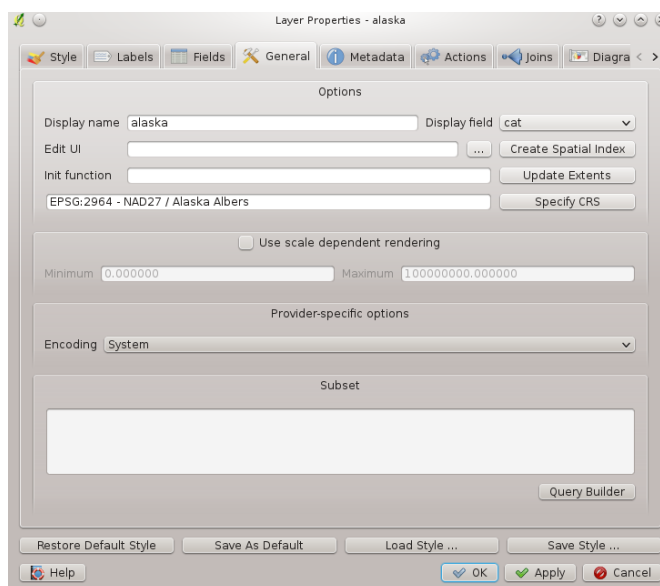 Layer Properties - alaska
Style Labels Fields General Metadata Actions Joins Diagra
Options
Display name alaska Display field cat
Edit UI ... Create Spatial Index
Init function Update Extents
EPSG:2964 - NAD27 / Alaska Albers Specify CRS
Use scale dependent rendering
Minimum 0.000000 Maximum 100000000.000000
Provider-specific options
Encoding System
Subset
Query Builder
Restore Default Style Save As Default Load Style ... Save Style ...
Help OK Apply Cancel